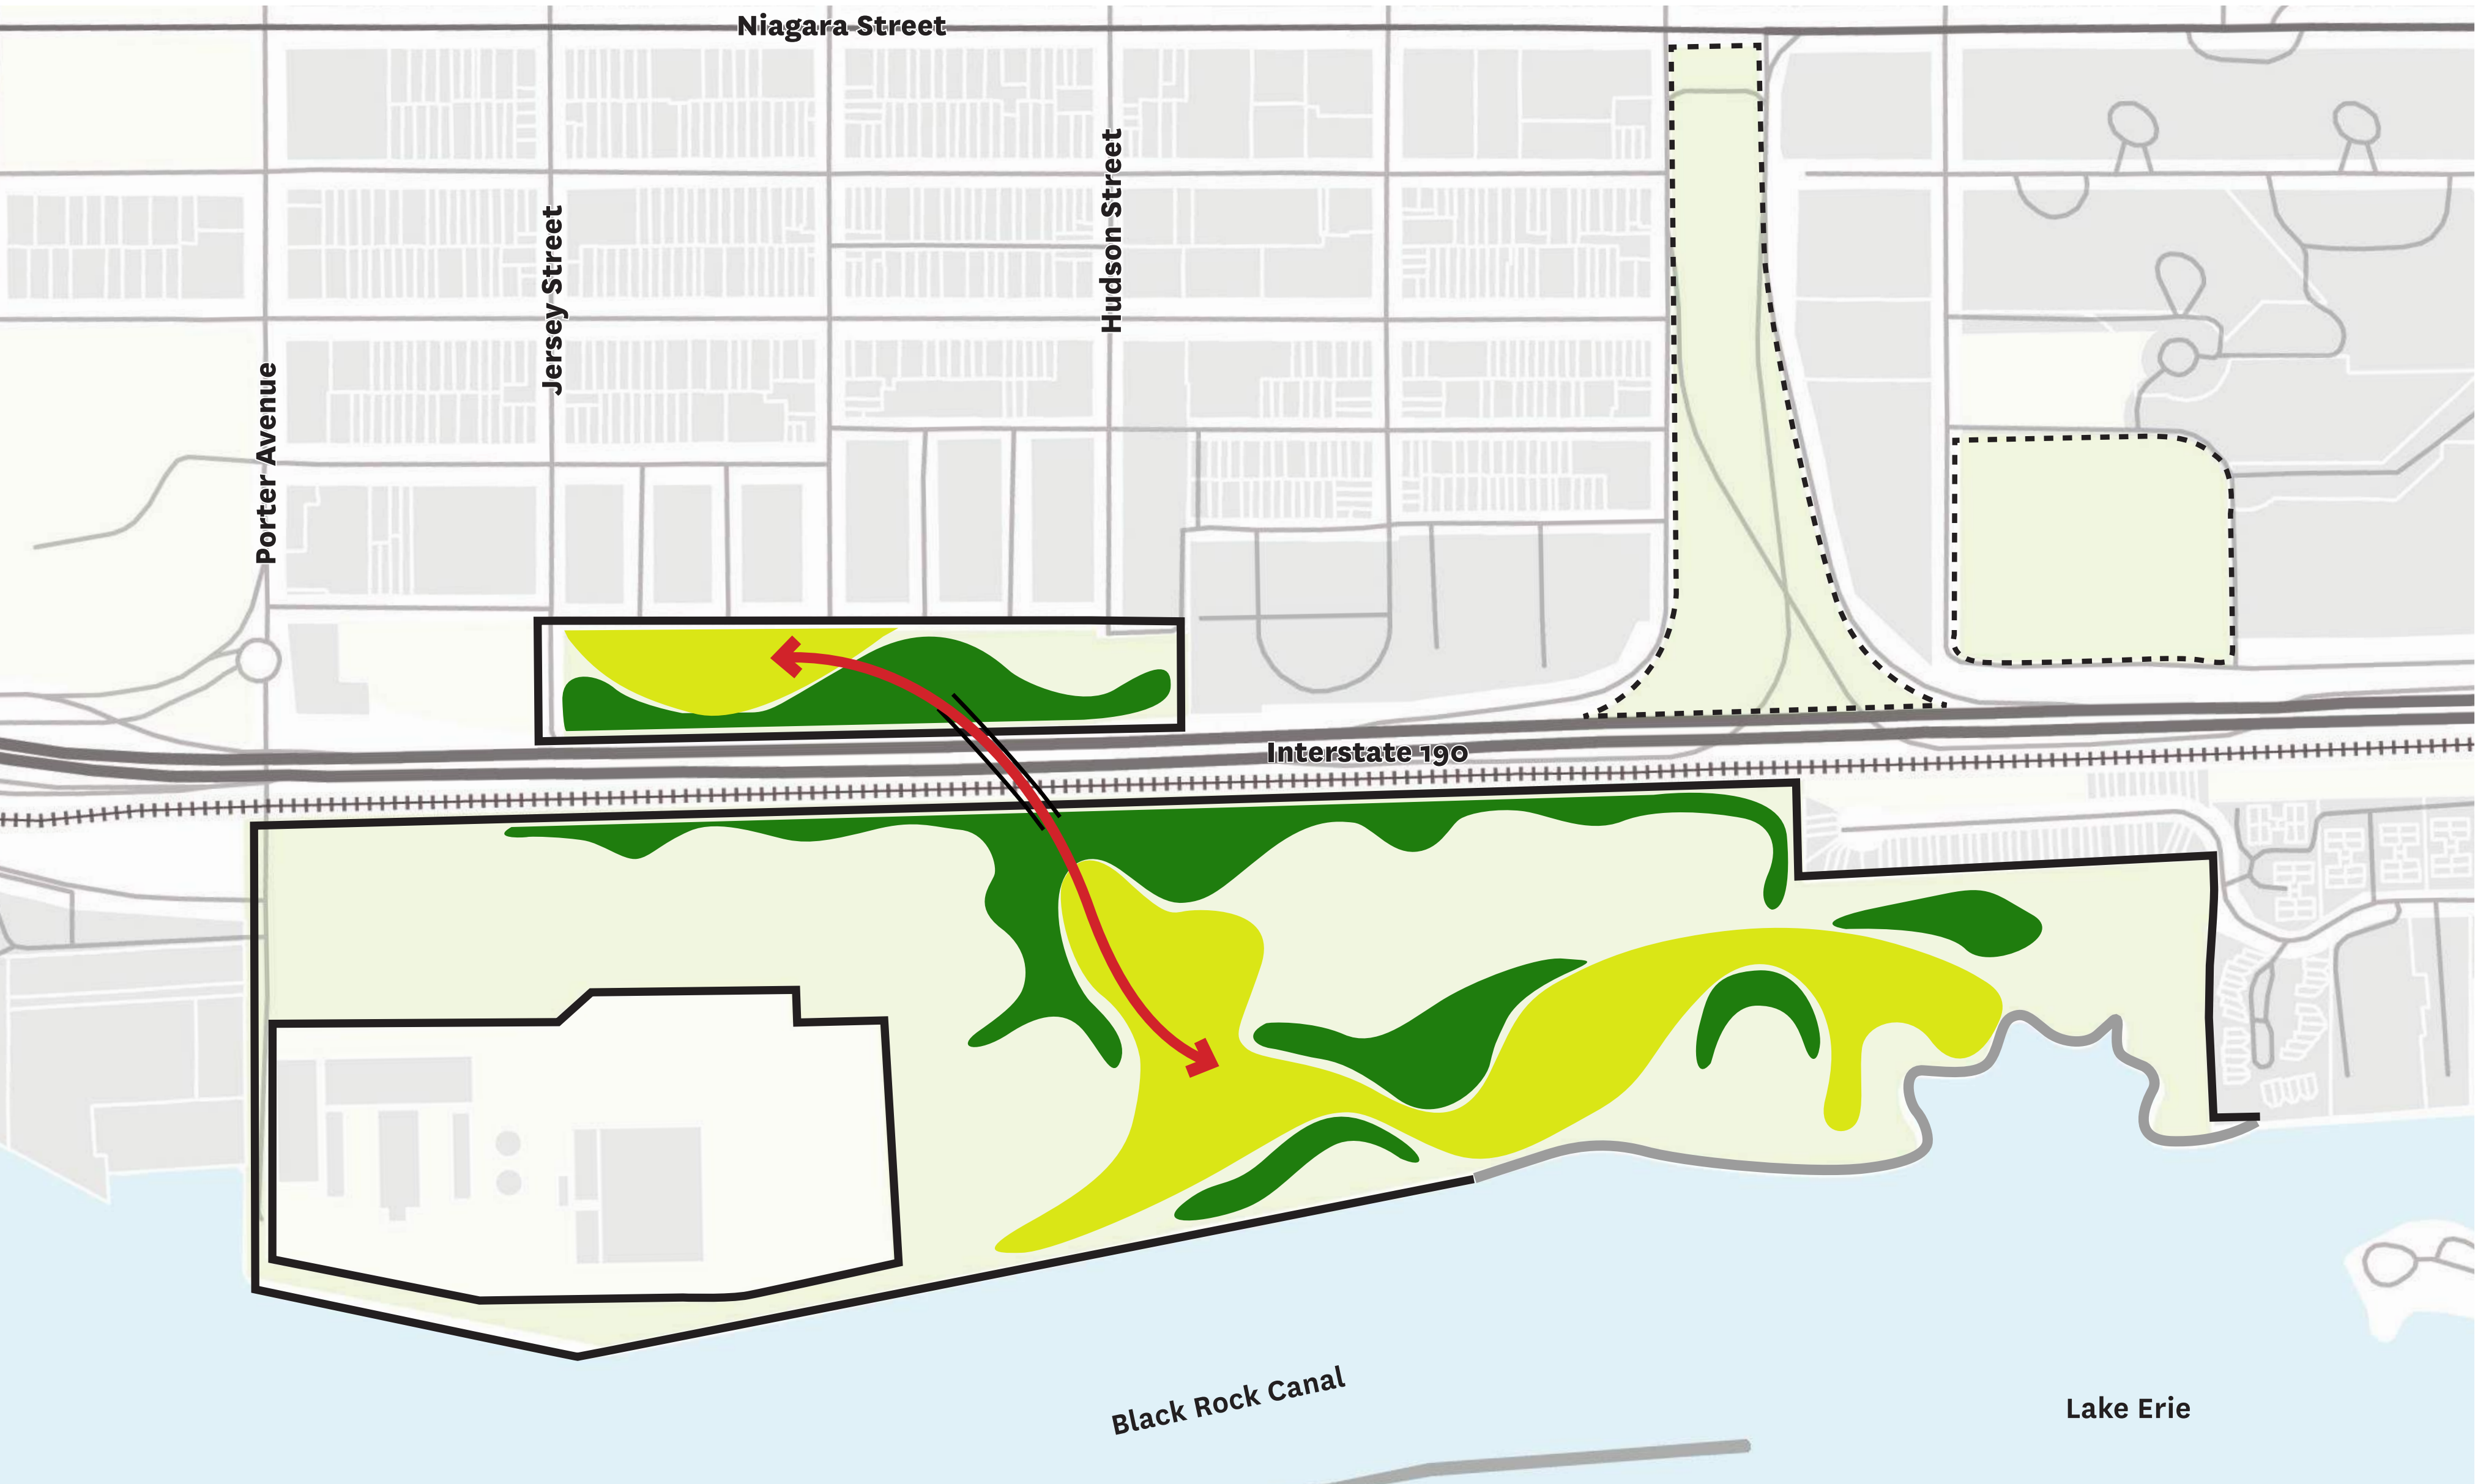 Niagara Street
Hudson Street
Jersey Street
Porter Avenue
Interstate 190
Black Rock Canal
Lake Erie